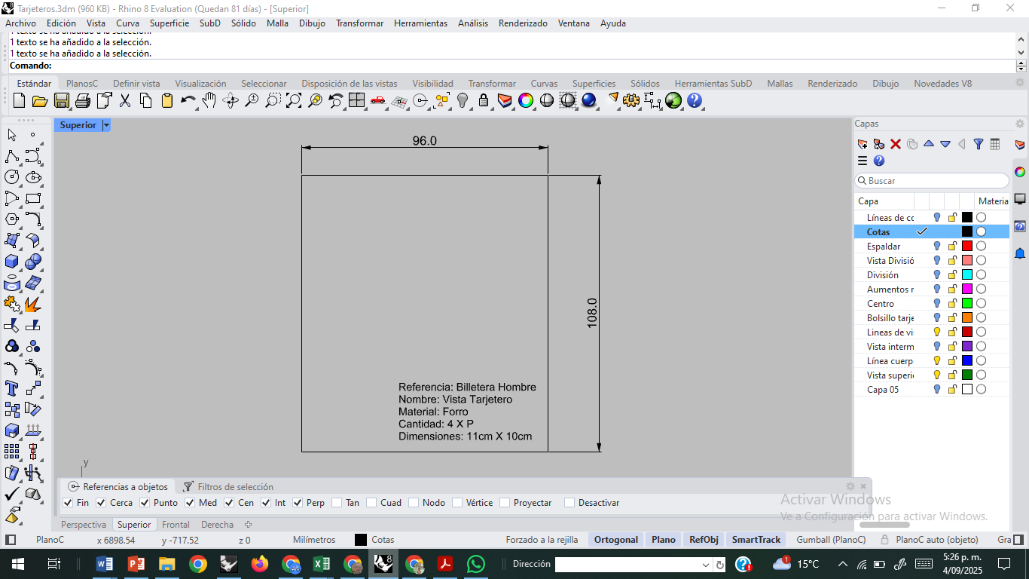 Tarjeteros.3dm (960 KB) - Rhino 8 Evaluation (Quedan 81 días) - [Superior]
Archivo Edición Vista Curva Superficie SubD Sólido Malla Dibujo Transformar Herramientas Análisis Renderizado Ventana Ayuda
1 texto se ha añadido a la selección.
1 texto se ha añadido a la selección.
Comando:
Estándar PlanosC Definir vista Visualización Seleccionar Disposición de las vistas Visibilidad Transformar Curvas Superficies Sólidos Herramientas SubD Mallas Renderizado Dibujo Novedades V8
Superior
Capas
Buscar
Capa Materia
Líneas de co
Cotas
Espaldar
Vista Divisió
División
Aumentos r
Centro
Bolsillo tarje
Lineas de vi
Vista interm
Línea cuerp
Vista superi
Capa 05
96.0
108.0
Referencia: Billetera Hombre
Nombre: Vista Tarjetero
Material: Forro
Cantidad: 4 X P
Dimensiones: 11cm X 10cm
y
Referencias a objetos Filtros de selección
Fin Cerca Punto Med Cen Int Perp Tan Cuad Nodo Vértice Proyectar Desactivar
Activar Windows
Ve a Configuración para activar Windows.
Perspectiva Superior Frontal Derecha
PlanoC x 6898.54 y -717.52 z 0 Milímetros Cotas Forzado a la rejilla Ortogonal Plano RefObj SmartTrack Gumball (PlanoC) PlanoC auto (objeto) Gra
Dirección 15°C 5:26 p. m.
4/09/2025